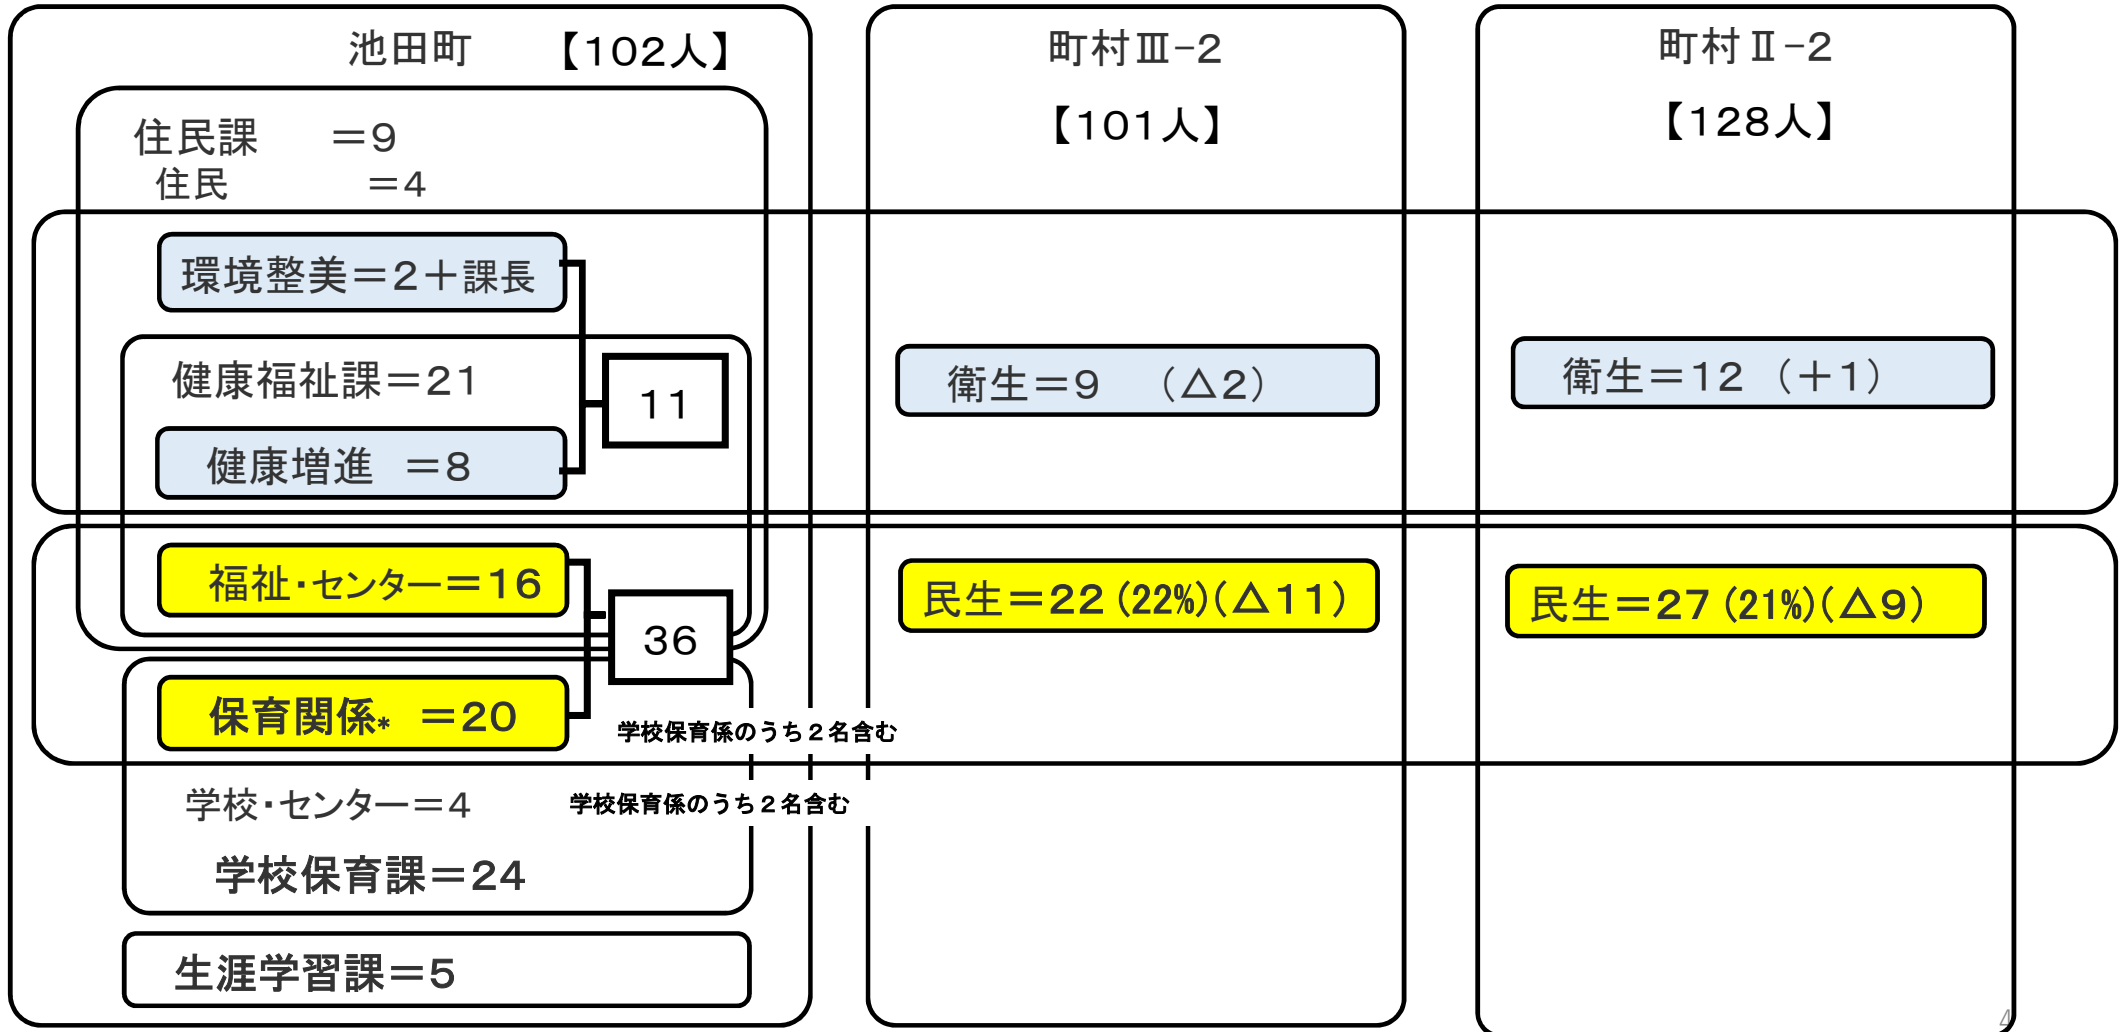 池田町 【102人】
住民課 ＝9
住民 ＝4
環境整美＝2＋課長
健康福祉課＝21
11
健康増進 ＝8
福祉・センター＝16
36
保育関係* ＝20
学校保育係のうち２名含む
学校・センター＝4
学校保育係のうち２名含む
学校保育課＝24
生涯学習課＝5
町村Ⅲ−2
【101人】
衛生＝9 （△2）
民生＝22 (22%)(△11)
町村Ⅱ−2
【128人】
衛生＝12 （＋1）
民生＝27 (21%)(△9)
4